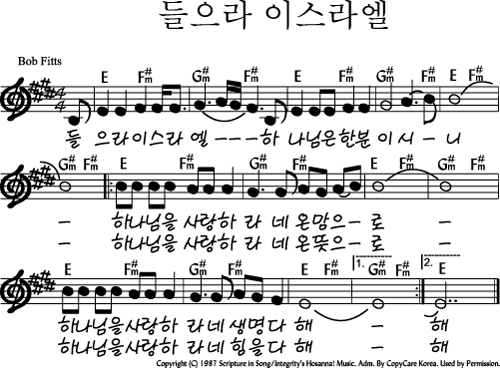 들으라 이스라엘
Bob Fitts
E F#m G#m F#m E F#m G#m F#m E F#m
4 4
들 으라이스라 엘 - - - - 하 나님은한분 이 시 - 니
G#m F#m E F#m G#m F#m E F#m G#m F#m
- 하나님을 사랑하 라 네 온맘으 - 로 -
- 하나님을 사랑하 라 네 온뜻으 - 로 -
E F#m G#m F#m E F#m 1. G#m F#m 2. E
하나님을사랑하 라네 생명다 해 - 해
하나님을사랑하 라네 힘을다 해 - 해
Copyright (C) 1987 Scripture in Song/Integrity's Hosanna! Music. Adm. By CopyCare Korea. Used by Permission.